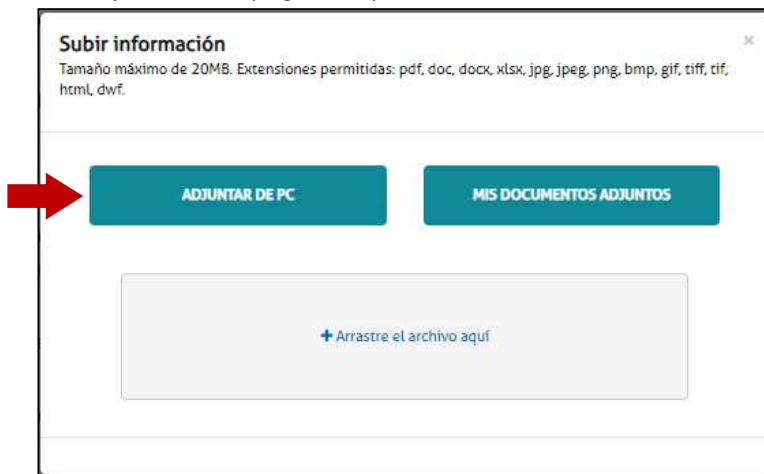 Subir información
×
Tamaño máximo de 20MB. Extensiones permitidas: pdf, doc, docx, xlsx, jpg, jpeg, png, bmp, gif, tiff, tif,
html, dwf.
ADJUNTAR DE PC
MIS DOCUMENTOS ADJUNTOS
+ Arrastre el archivo aquí